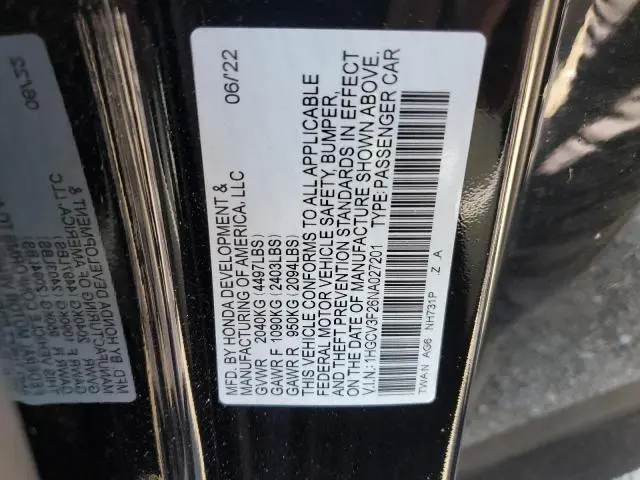 06/'22
MFD. BY HONDA DEVELOPMENT &
MANUFACTURING OF AMERICA, LLC
GVWR 2040KG (4497LBS)
GAWR F 1090KG (2403LBS)
GAWR R 950KG (2094LBS)
THIS VEHICLE CONFORMS TO ALL APPLICABLE
FEDERAL MOTOR VEHICLE SAFETY, BUMPER,
AND THEFT PREVENTION STANDARDS IN EFFECT
ON THE DATE OF MANUFACTURE SHOWN ABOVE.
V.I.N.:1HGCV3F26NA027201 TYPE:PASSENGER CAR
TWAN AG6 NH731P Z A